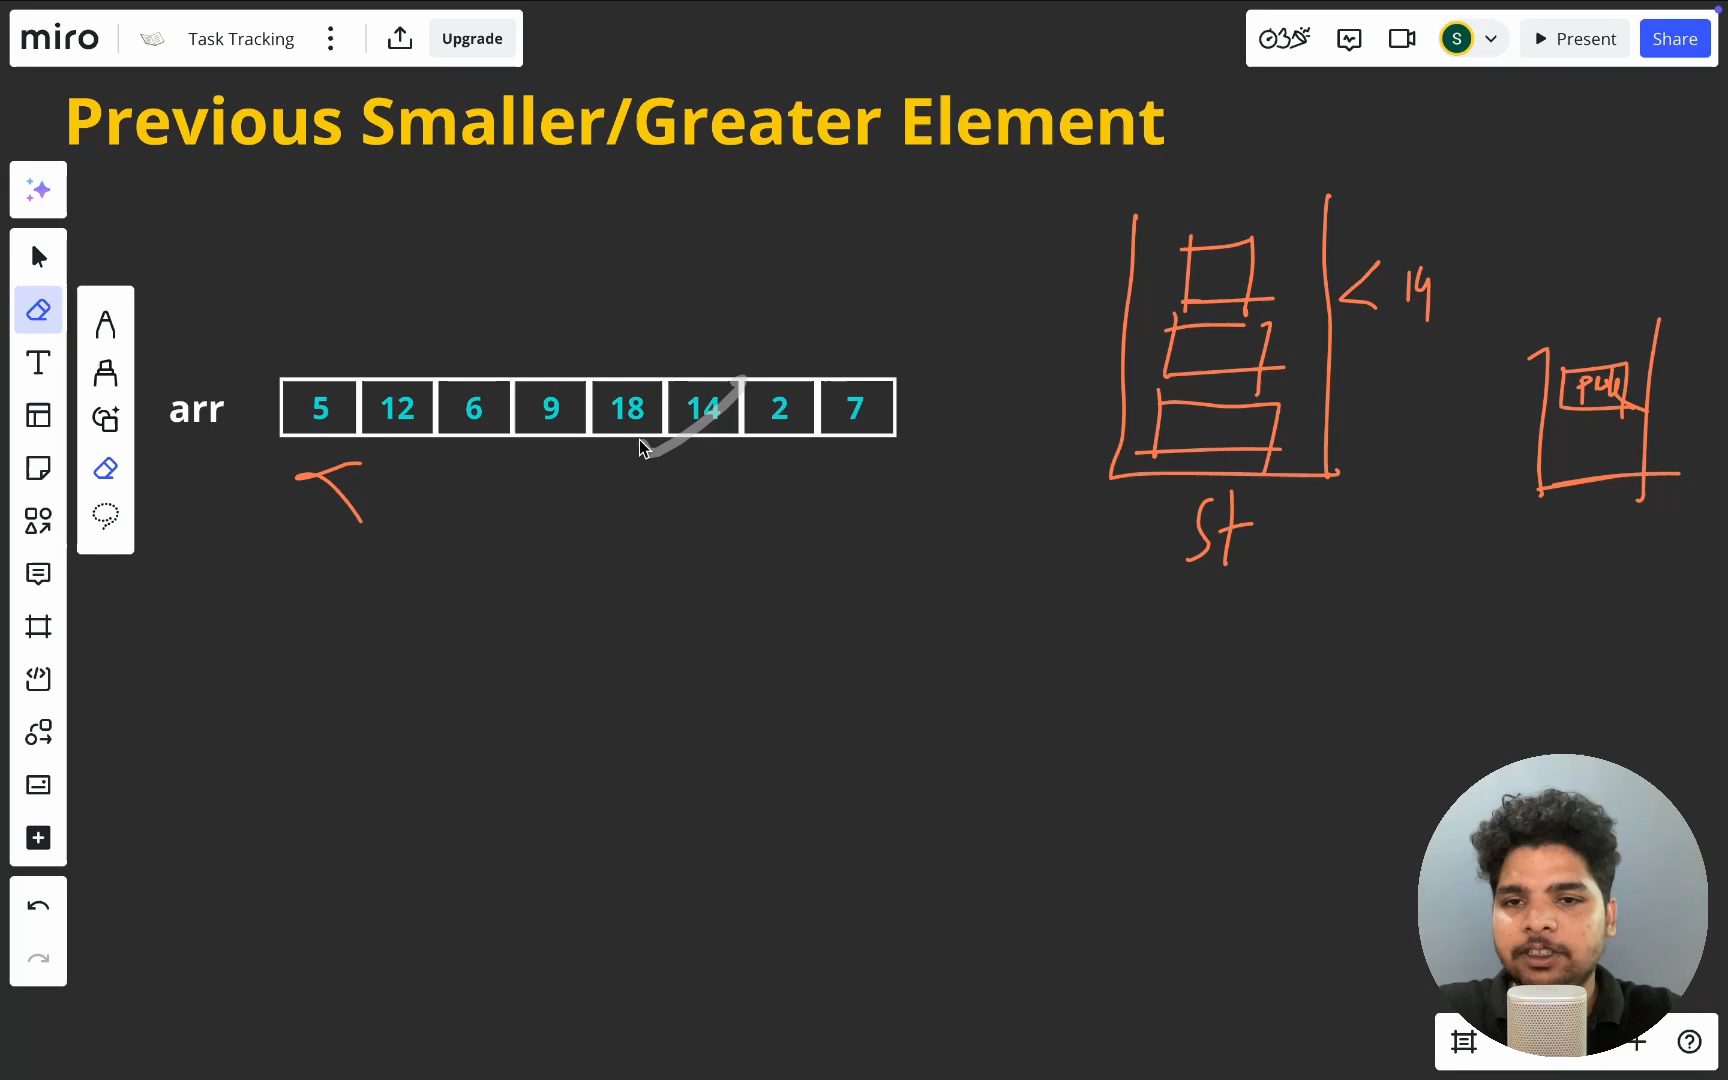 miro Task Tracking Upgrade S Present Share
Previous Smaller/Greater Element
< 14
arr 5 12 6 9 18 14 2 7
St